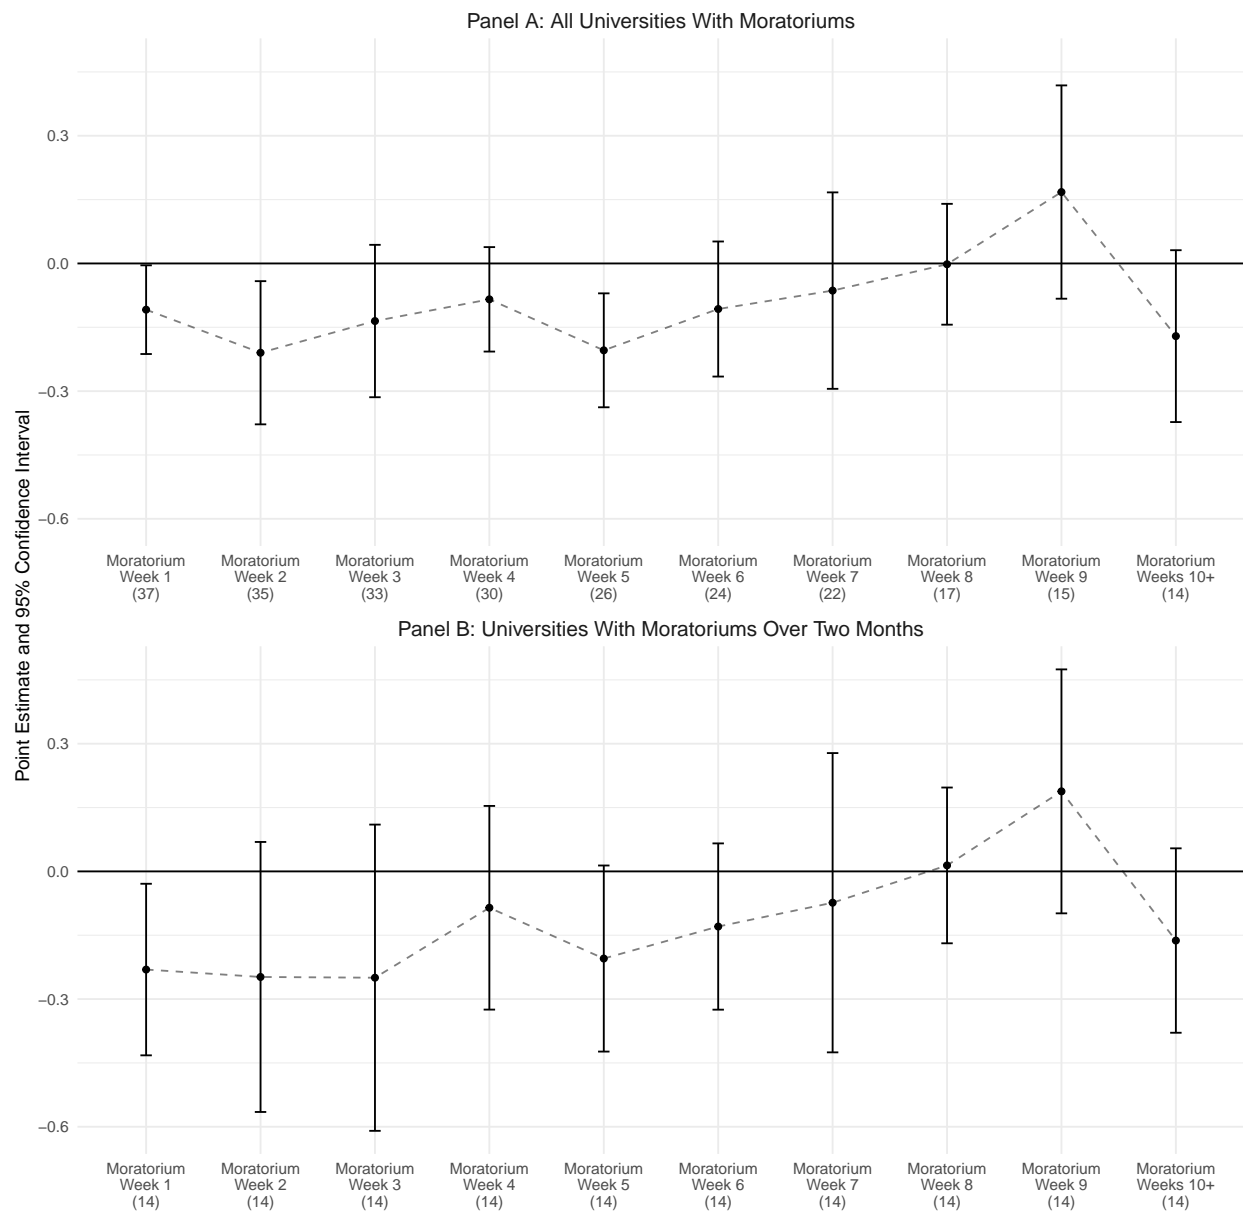 Panel A: All Universities With Moratoriums
0.3
0.0
−0.3
−0.6
Moratorium Week 1 (37)
Moratorium Week 2 (35)
Moratorium Week 3 (33)
Moratorium Week 4 (30)
Moratorium Week 5 (26)
Moratorium Week 6 (24)
Moratorium Week 7 (22)
Moratorium Week 8 (17)
Moratorium Week 9 (15)
Moratorium Weeks 10+ (14)
Point Estimate and 95% Confidence Interval
Panel B: Universities With Moratoriums Over Two Months
0.3
0.0
−0.3
−0.6
Moratorium Week 1 (14)
Moratorium Week 2 (14)
Moratorium Week 3 (14)
Moratorium Week 4 (14)
Moratorium Week 5 (14)
Moratorium Week 6 (14)
Moratorium Week 7 (14)
Moratorium Week 8 (14)
Moratorium Week 9 (14)
Moratorium Weeks 10+ (14)